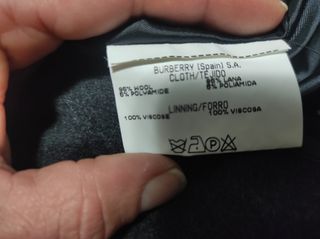 BURBERRY (Spain) S.A.
CLOTH/TEJIDO
95% WOOL 95% LANA
5% POLYAMIDE 5% POLIAMIDA
LINNING/FORRO
100% VISCOSE 100% VISCOSA
P